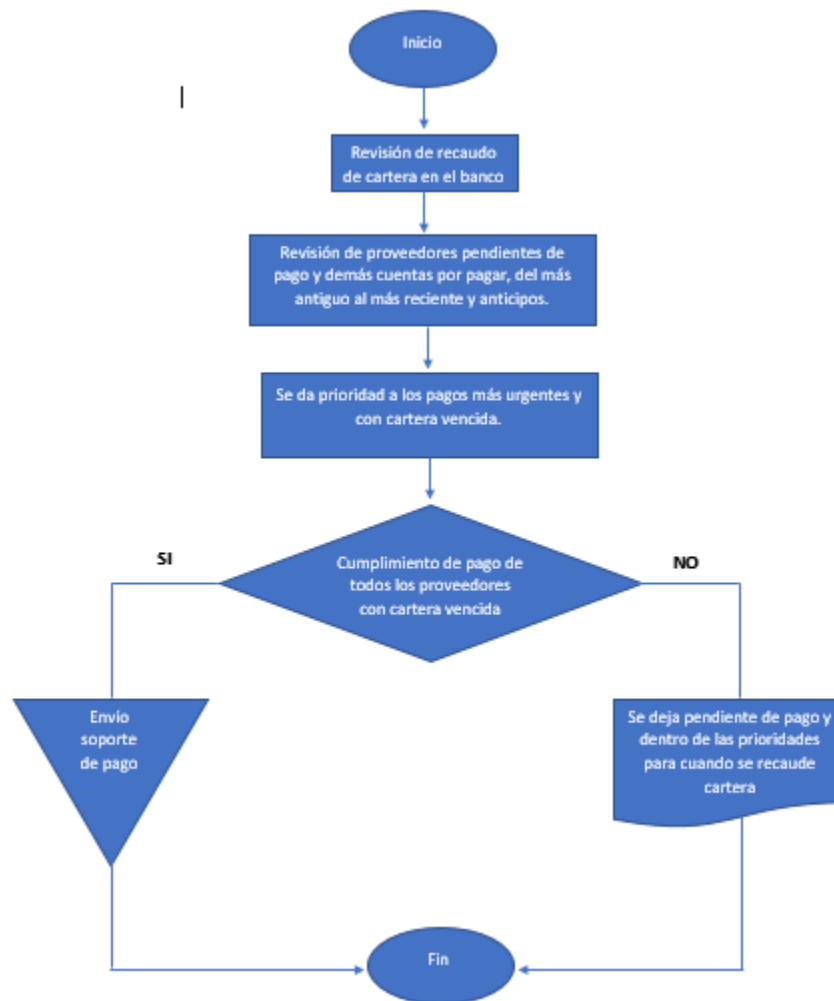 Inicio
Revisión de recaudo
de cartera en el banco
Revisión de proveedores pendientes de
pago y demás cuentas por pagar, del más
antiguo al más reciente y anticipos.
Se da prioridad a los pagos más urgentes y
con cartera vencida.
SI
NO
Cumplimiento de pago de
todos los proveedores
con cartera vencida
Envío
soporte
de pago
Se deja pendiente de pago y
dentro de las prioridades
para cuando se recaude
cartera
Fin